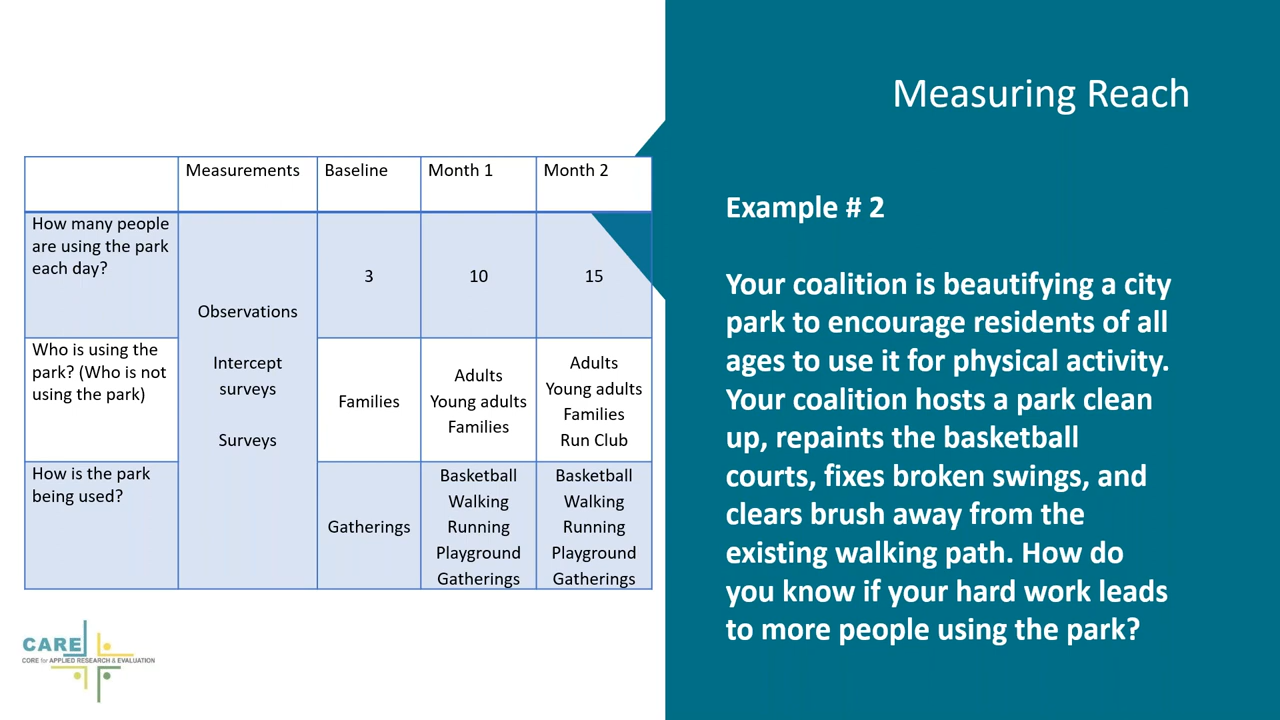 Measuring Reach
Measurements
Baseline
Month 1
Month 2
How many people
are using the park
each day?
Observations
Intercept
surveys
Surveys
3
10
15
Who is using the
park? (Who is not
using the park)
Families
Adults
Young adults
Families
Adults
Young adults
Families
Run Club
How is the park
being used?
Gatherings
Basketball
Walking
Running
Playground
Gatherings
Basketball
Walking
Running
Playground
Gatherings
Example # 2
Your coalition is beautifying a city
park to encourage residents of all
ages to use it for physical activity.
Your coalition hosts a park clean
up, repaints the basketball
courts, fixes broken swings, and
clears brush away from the
existing walking path. How do
you know if your hard work leads
to more people using the park?
CARE
CORE for APPLIED RESEARCH & EVALUATION